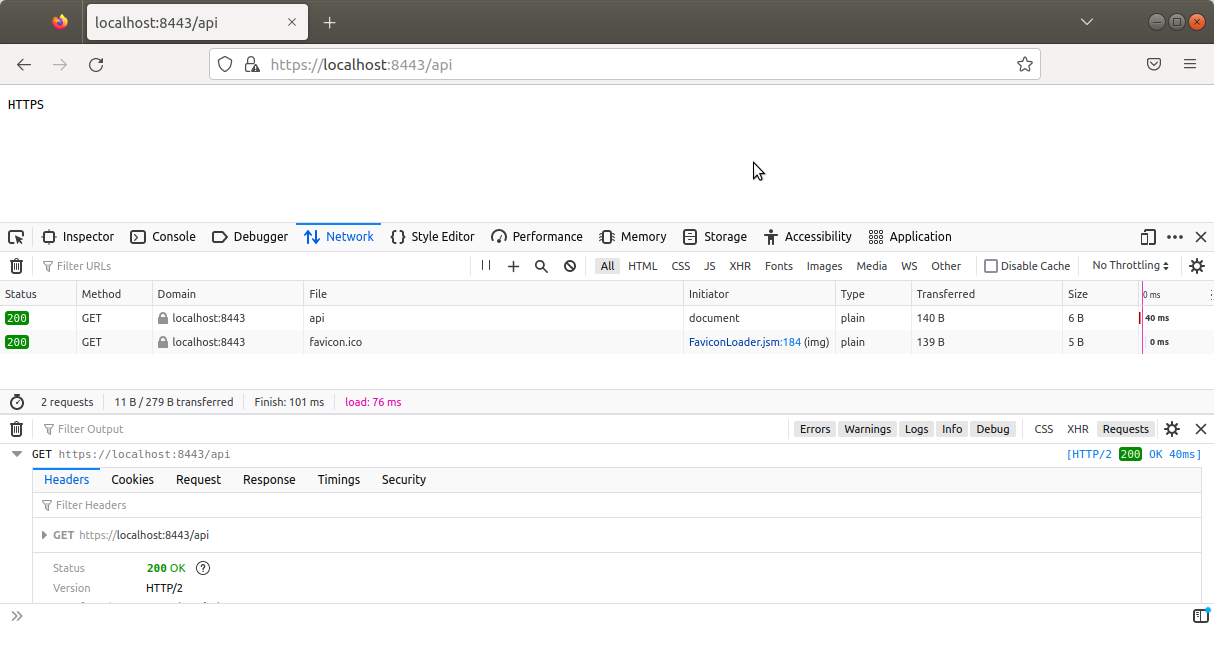 localhost:8443/api
https://localhost:8443/api
HTTPS
Inspector Console Debugger Network Style Editor Performance Memory Storage Accessibility Application
Filter URLs All HTML CSS JS XHR Fonts Images Media WS Other Disable Cache No Throttling
Status Method Domain File Initiator Type Transferred Size 0 ms
200 GET localhost:8443 api document plain 140 B 6 B 40 ms
200 GET localhost:8443 favicon.ico FaviconLoader.jsm:184 (img) plain 139 B 5 B 0 ms
2 requests 11 B / 279 B transferred Finish: 101 ms load: 76 ms
Filter Output Errors Warnings Logs Info Debug CSS XHR Requests
GET https://localhost:8443/api [HTTP/2 200 OK 40ms]
Headers Cookies Request Response Timings Security
Filter Headers
GET https://localhost:8443/api
Status 200 OK
Version HTTP/2